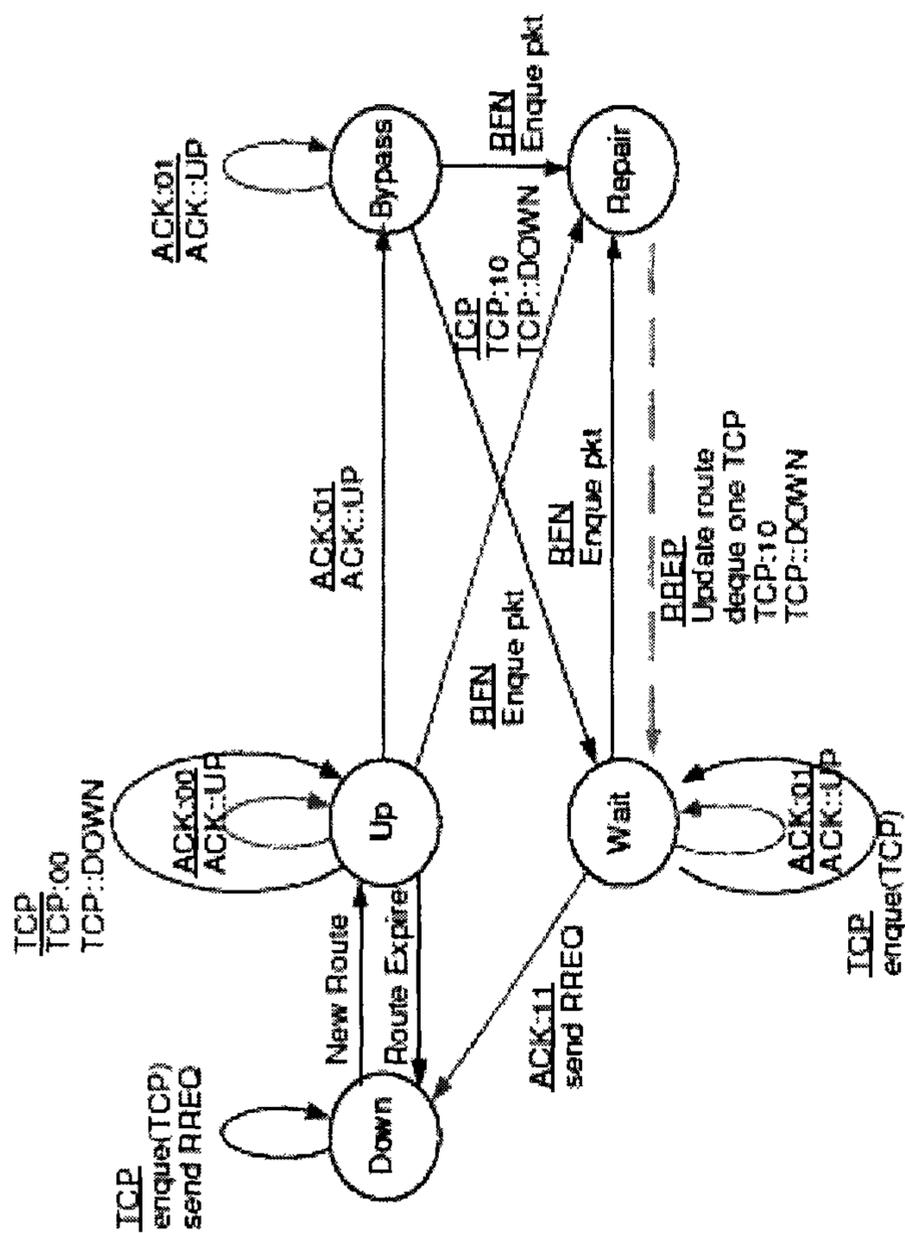 TCP
TCP:00
TCP::DOWN
TCP
enque(TCP)
send RREQ
ACK:00
ACK::UP
ACK:01
ACK::UP
New Route
ACK:01
ACK::UP
Down
Up
Bypass
Route Expire
RFN
Enque pkt
TCP
TCP:10
TCP::DOWN
RFN
Enque pkt
ACK:11
send RREQ
RFN
Enque pkt
Wait
Repair
RREP
Update route
deque one TCP
TCP:10
TCP::DOWN
ACK:01
ACK::UP
TCP
enque(TCP)